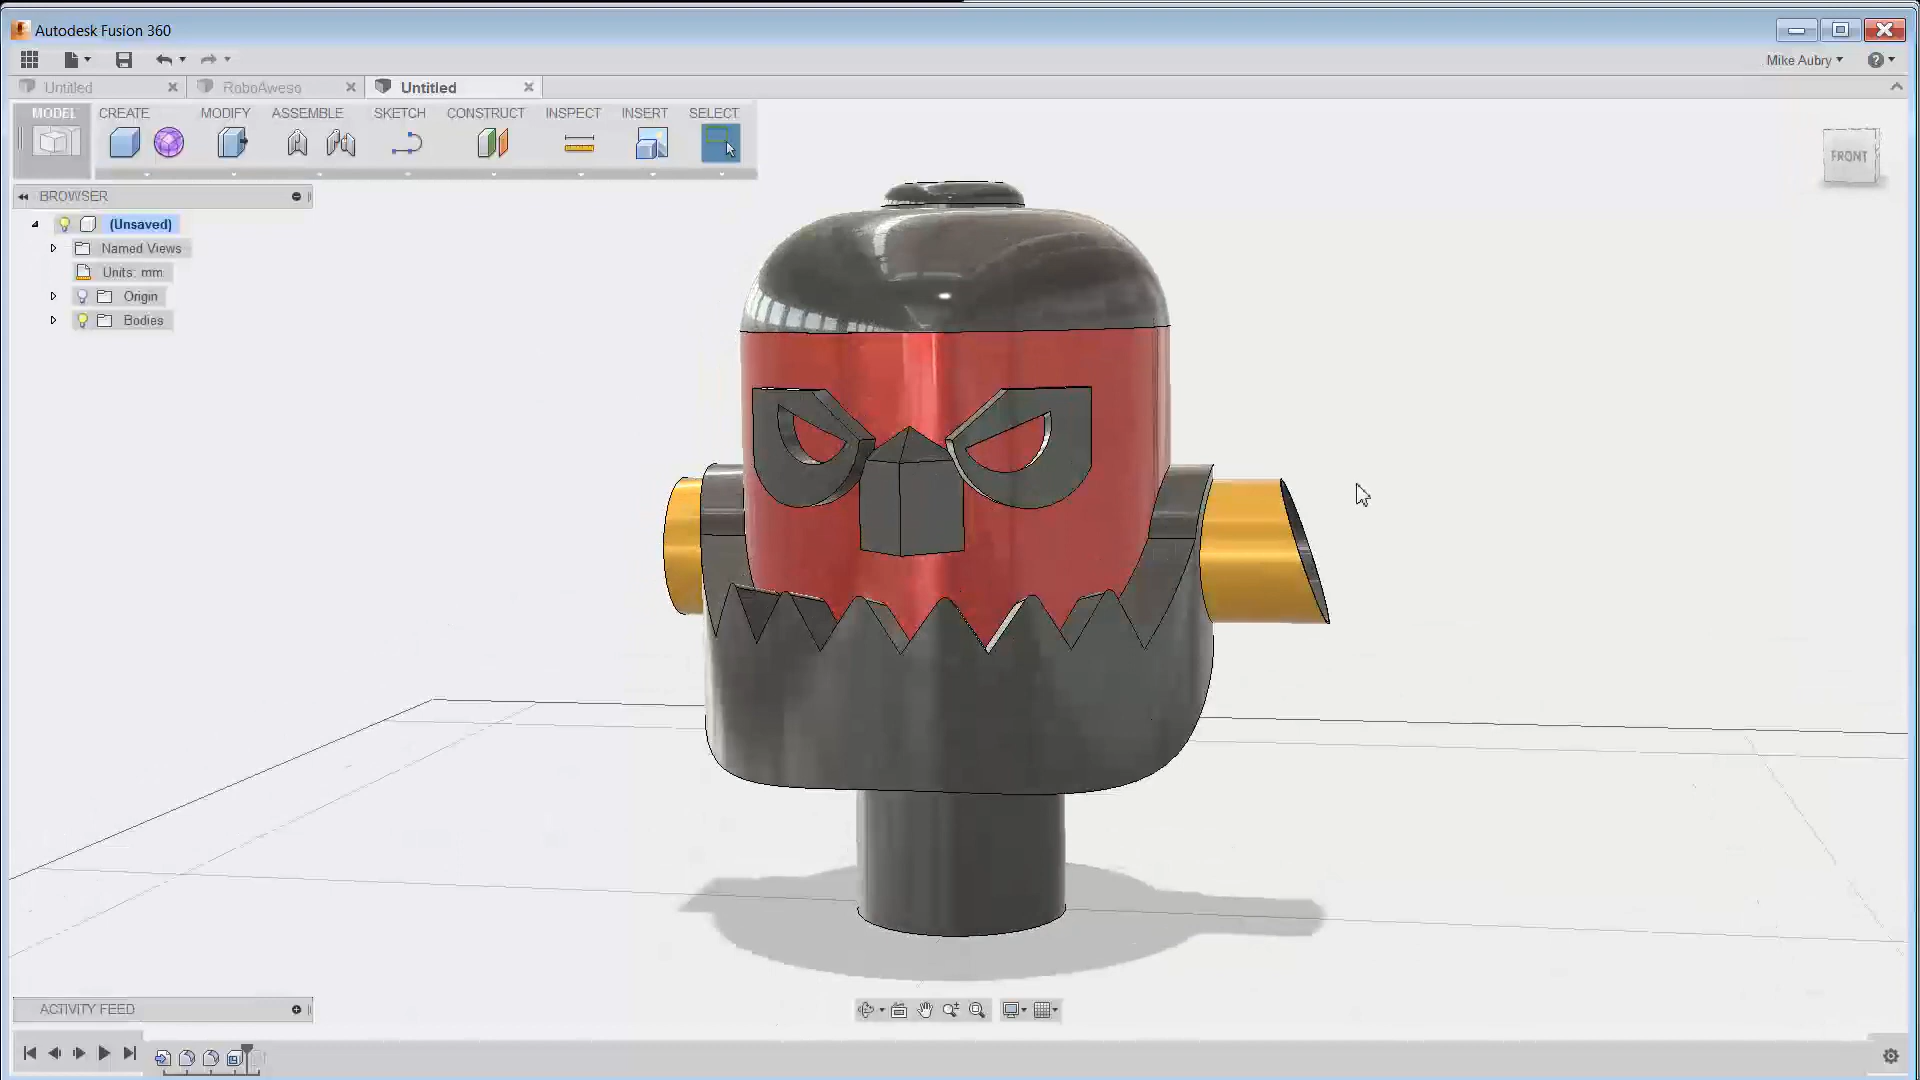 Autodesk Fusion 360
Mike Aubry
Untitled
RoboAweso
Untitled
MODEL
CREATE
MODIFY
ASSEMBLE
SKETCH
CONSTRUCT
INSPECT
INSERT
SELECT
FRONT
BROWSER
(Unsaved)
Named Views
Units: mm
Origin
Bodies
ACTIVITY FEED